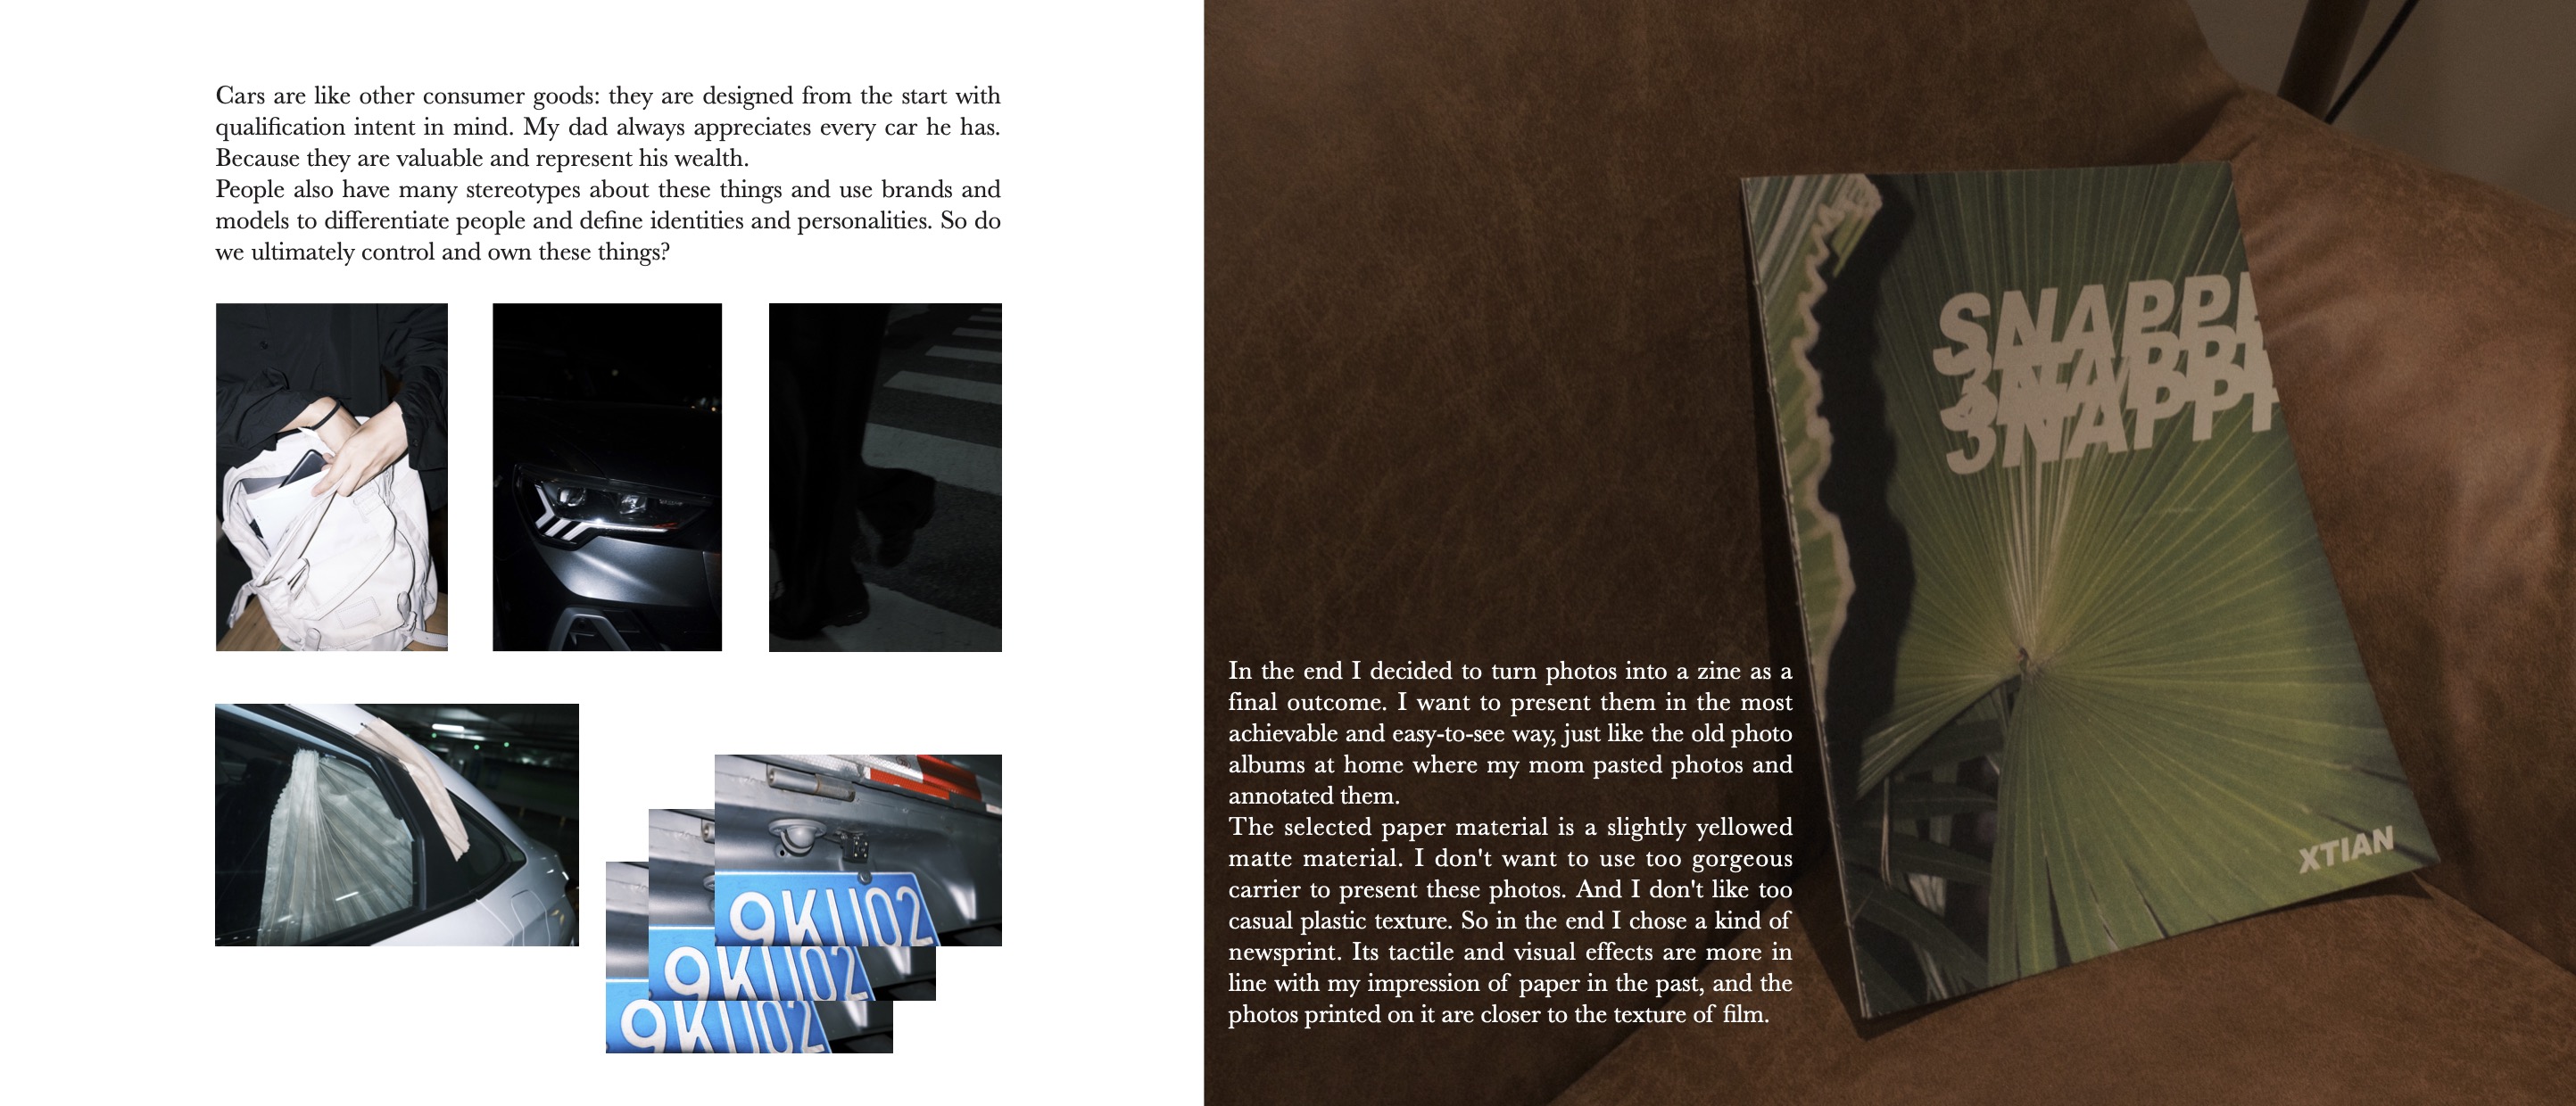 Cars are like other consumer goods: they are designed from the start with
qualification intent in mind. My dad always appreciates every car he has.
Because they are valuable and represent his wealth.
People also have many stereotypes about these things and use brands and
models to differentiate people and define identities and personalities. So do
we ultimately control and own these things?
9KU02
9KU02
9KU02
SNAPPI
SNAPPI
SNAPPI
XTIAN
In the end I decided to turn photos into a zine as a
final outcome. I want to present them in the most
achievable and easy-to-see way, just like the old photo
albums at home where my mom pasted photos and
annotated them.
The selected paper material is a slightly yellowed
matte material. I don't want to use too gorgeous
carrier to present these photos. And I don't like too
casual plastic texture. So in the end I chose a kind of
newsprint. Its tactile and visual effects are more in
line with my impression of paper in the past, and the
photos printed on it are closer to the texture of film.